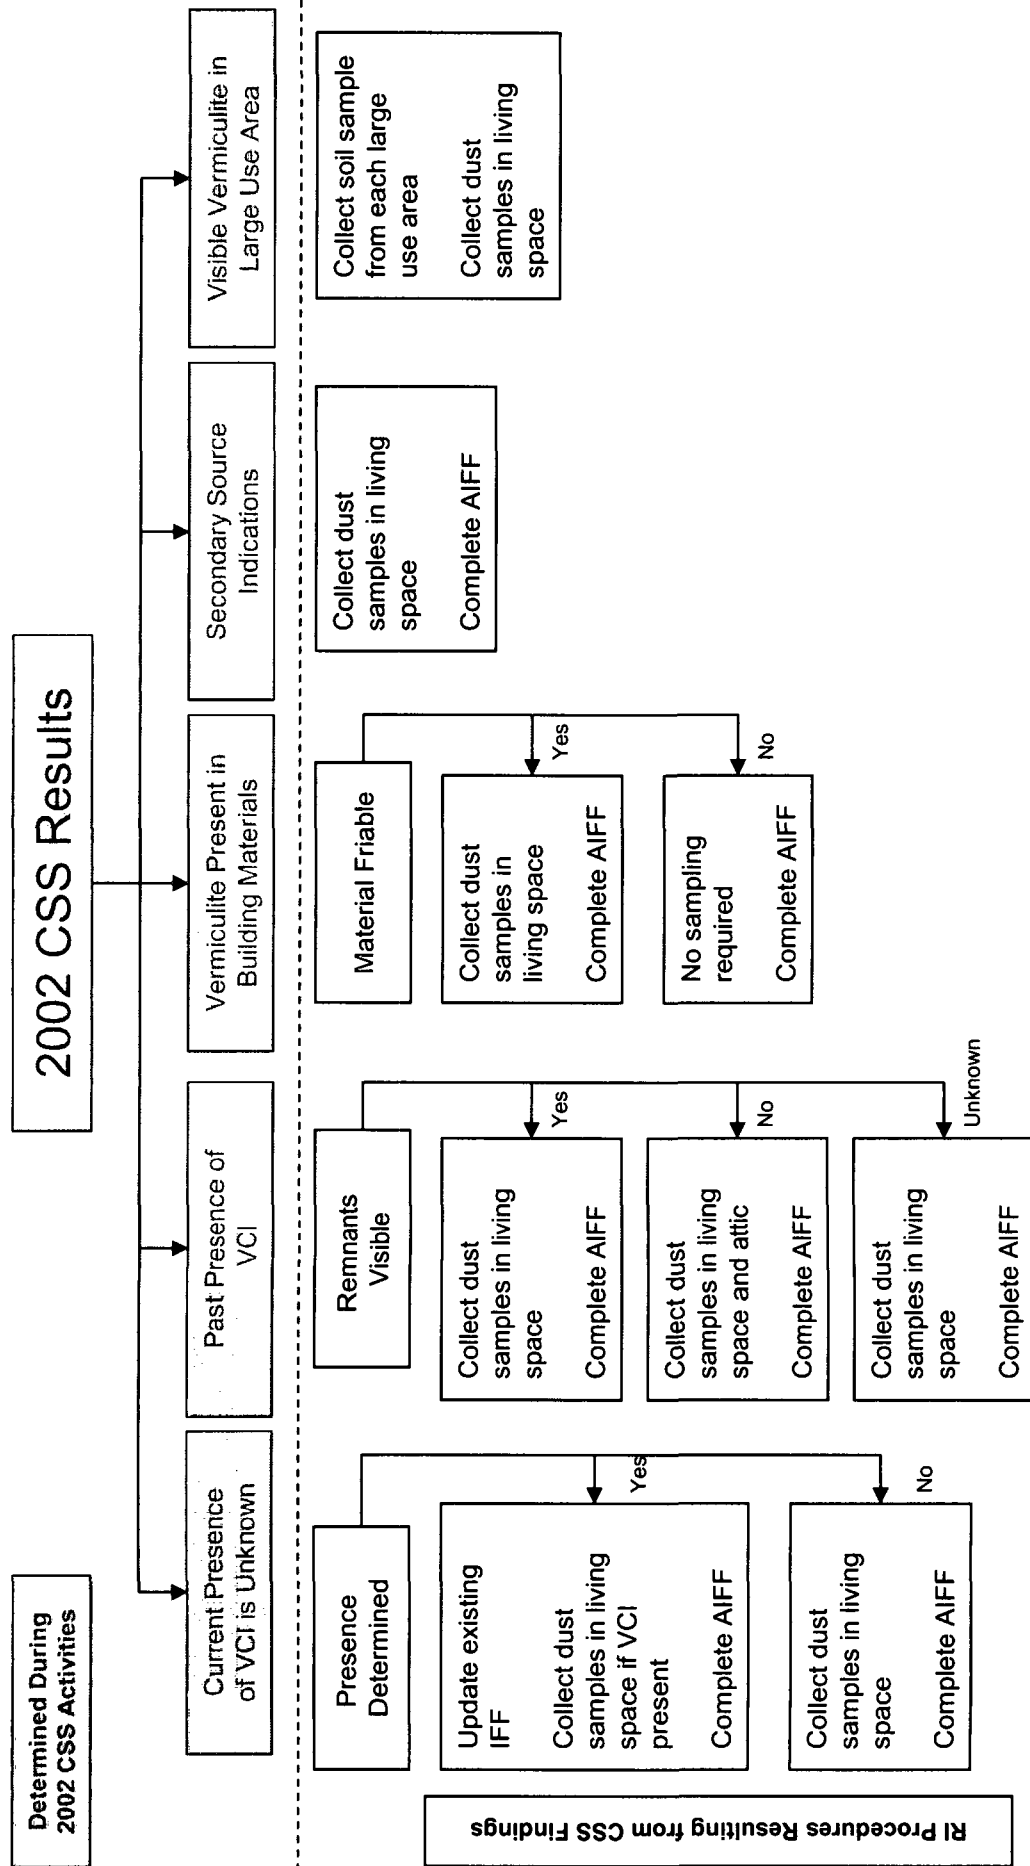 Determined During
2002 CSS Activities
2002 CSS Results
Current Presence
of VCI is Unknown
Past Presence of
VCI
Vermiculite Present in
Building Materials
Secondary Source
Indications
Visible Vermiculite in
Large Use Area
RI Procedures Resulting from CSS Findings
Presence
Determined
Update existing
IFF
Collect dust
samples in living
space if VCI
present
Complete AIFF
Yes
Collect dust
samples in living
space
Complete AIFF
No
Remnants
Visible
Collect dust
samples in living
space
Complete AIFF
Yes
Collect dust
samples in living
space and attic
Complete AIFF
No
Collect dust
samples in living
space
Complete AIFF
Unknown
Material Friable
Collect dust
samples in
living space
Complete AIFF
Yes
No sampling
required
Complete AIFF
No
Collect dust
samples in living
space
Complete AIFF
Collect soil sample
from each large
use area
Collect dust
samples in living
space